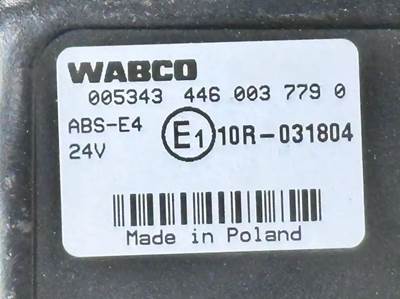 WABCO
005343 446 003 779 0
ABS-E4
24V
E1 10R-031804
Made in Poland